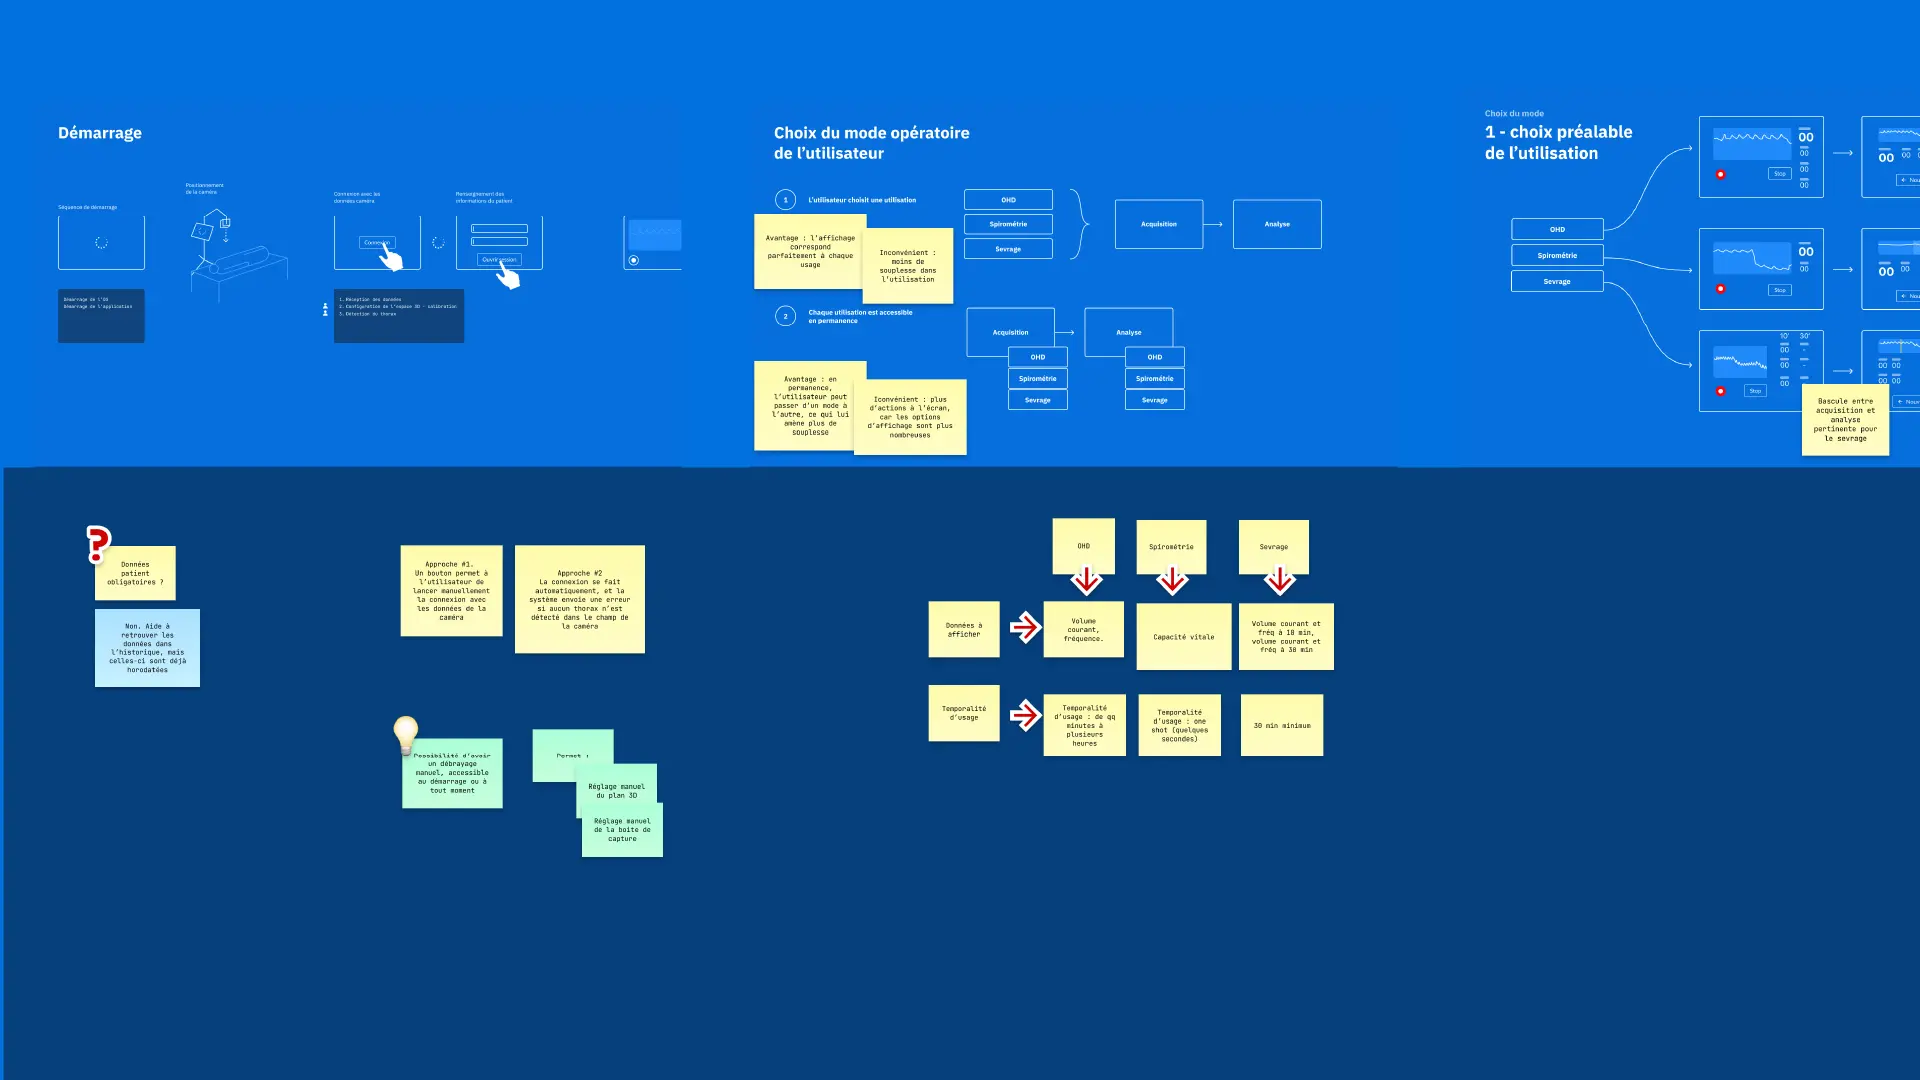 Démarrage
Séquence de démarrage
Positionnement
de la caméra
Connexion avec les
données caméra
Renseignement des
informations du patient
Connexion
Ouvrir session
Démarrage de l'OS
Démarrage de l'application
1. Réception des données
2. Configuration de l'espace 3D - calibration
3. Détection du thorax
Choix du mode opératoire
de l'utilisateur
1
L'utilisateur choisit une utilisation
Avantage : l'affichage
correspond
parfaitement à chaque
usage
Inconvénient :
moins de
souplesse dans
l'utilisation
OHD
Spirométrie
Sevrage
Acquisition
Analyse
2
Chaque utilisation est accessible
en permanence
Avantage : en
permanence,
l'utilisateur peut
passer d'un mode à
l'autre, ce qui lui
amène plus de
souplesse
Iconvénient : plus
d'actions à l'écran,
car les options
d'affichage sont plus
nombreuses
Acquisition
OHD
Spirométrie
Sevrage
Analyse
OHD
Spirométrie
Sevrage
Choix du mode
1 - choix préalable
de l'utilisation
OHD
Spirométrie
Sevrage
00
00
00
00
Stop
00
00
00
00
Stop
00
00
10' 30'
00 -
00 -
00
Stop
00 00
00 00
Bascule entre
acquisition et
analyse
pertinente pour
le sevrage
?
Données
patient
obligatoires ?
Non. Aide à
retrouver les
données dans
l'historique, mais
celles-ci sont déjà
horodatées
Approche #1.
Un bouton permet à
l'utilisateur de
lancer manuellement
la connexion avec
les données de la
caméra
Approche #2
La connexion se fait
automatiquement, et la
système envoie une erreur
si aucun thorax n'est
détecté dans le champ de
la caméra
Possibilité d'avoir
un débrayage
manuel, accessible
au démarrage ou à
tout moment
Permet :
Réglage manuel
du plan 3D
Réglage manuel
de la boite de
capture
OHD
Spirométrie
Sevrage
Données à
afficher
Volume
courant,
fréquence.
Capacité vitale
Volume courant et
fréq à 10 min,
volume courant et
fréq à 30 min
Temporalité
d'usage
Temporalité
d'usage : de qq
minutes à
plusieurs
heures
Temporalité
d'usage : one
shot (quelques
secondes)
30 min minimum